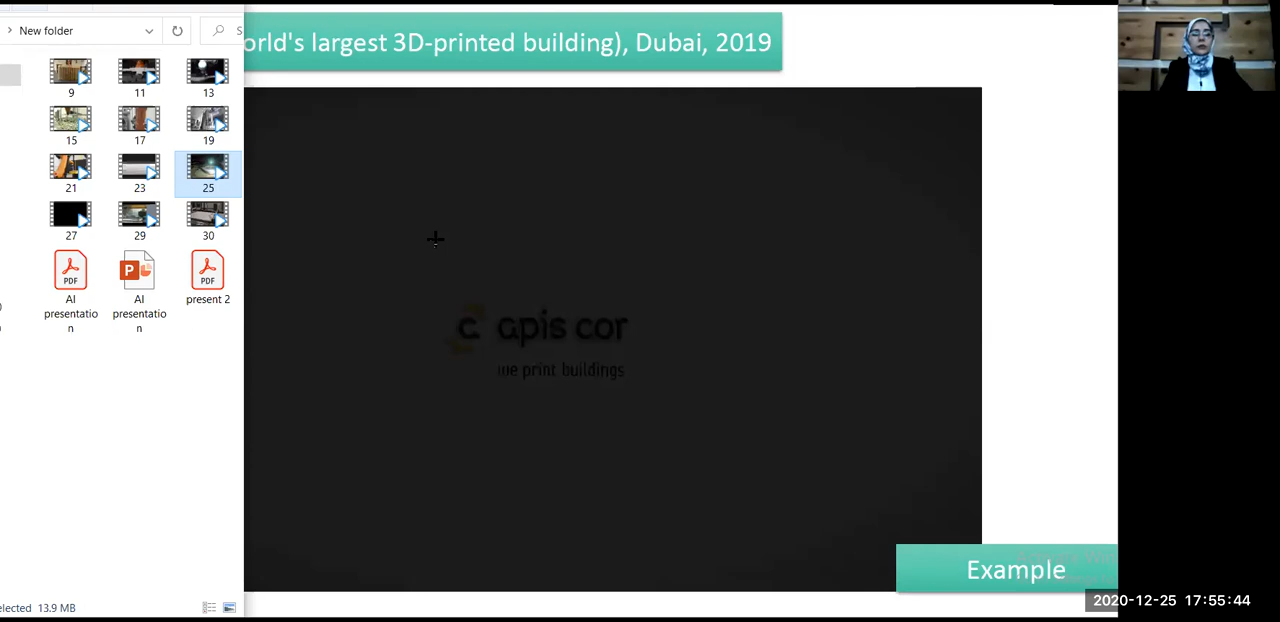 New folder
S
orld's largest 3D-printed building), Dubai, 2019
9
11
13
15
17
19
21
23
25
27
29
30
PDF
P
PDF
AI
presentatio
n
AI
presentatio
n
present 2
apis cor
we print buildings
Example
elected 13.9 MB
2020-12-25 17:55:44